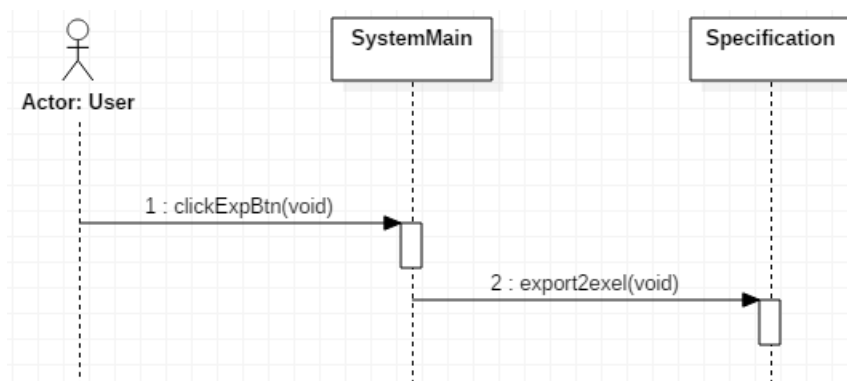 SystemMain
Specification
Actor: User
1 : clickExpBtn(void)
2 : export2exel(void)